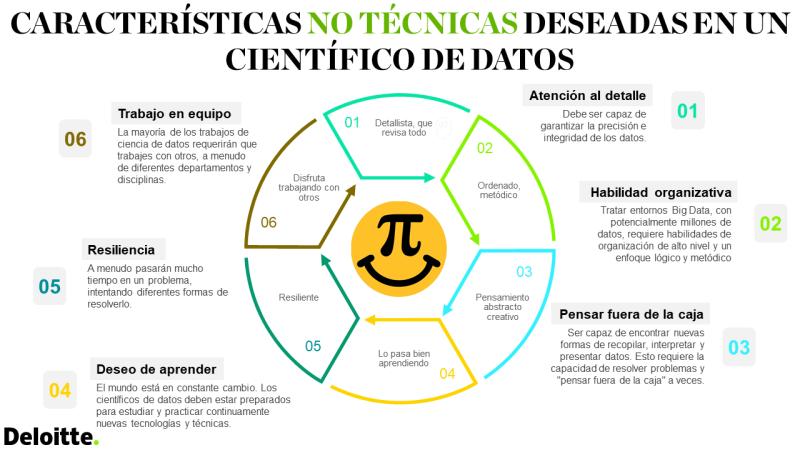 CARACTERÍSTICAS NO TÉCNICAS DESEADAS EN UN
CIENTÍFICO DE DATOS
01
Detallista, que
revisa todo
02
Ordenado,
metódico
03
Pensamiento
abstracto
creativo
04
Lo pasa bien
aprendiendo
05
Resiliente
06
Disfruta
trabajando con
otros
π
Atención al detalle
01
Debe ser capaz de
garantizar la precisión e
integridad de los datos.
Habilidad organizativa
02
Tratar entornos Big Data, con
potencialmente millones de
datos, requiere habilidades de
organización de alto nivel y un
enfoque lógico y metódico
Pensar fuera de la caja
03
Ser capaz de encontrar nuevas
formas de recopilar, interpretar y
presentar datos. Esto requiere la
capacidad de resolver problemas y
"pensar fuera de la caja" a veces.
Deseo de aprender
04
El mundo está en constante cambio. Los
científicos de datos deben estar preparados
para estudiar y practicar continuamente
nuevas tecnologías y técnicas.
Resiliencia
05
A menudo pasarán mucho
tiempo en un problema,
intentando diferentes formas de
resolverlo.
Trabajo en equipo
06
La mayoría de los trabajos de
ciencia de datos requerirán que
trabajes con otros, a menudo
de diferentes departamentos y
disciplinas.
Deloitte.